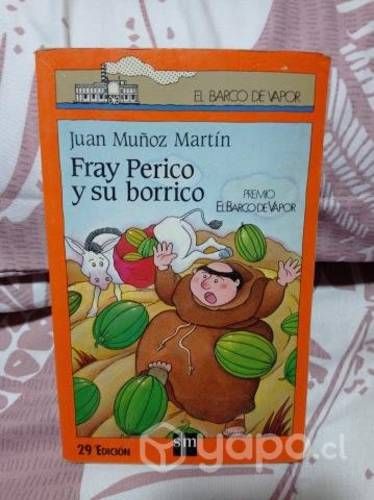 EL BARCO DE VAPOR
Juan Muñoz Martín
Fray Perico
y su borrico
PREMIO
EL BARCO DE VAPOR
29ª EDICIÓN
sm
yapo.cl